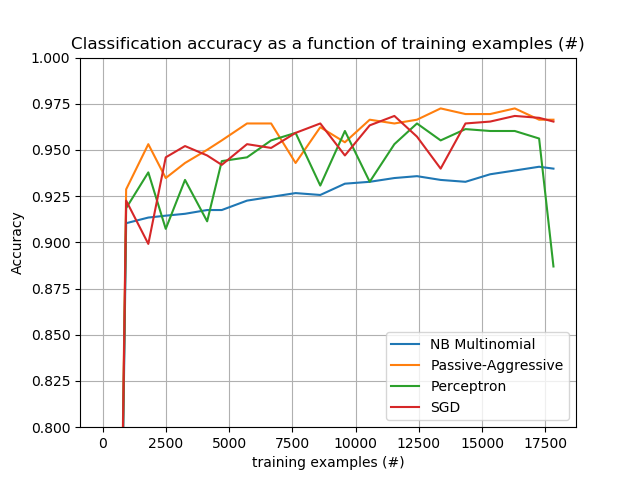 Classification accuracy as a function of training examples (#)
1.000
0.975
0.950
0.925
0.900
0.875
0.850
0.825
0.800
Accuracy
NB Multinomial
Passive-Aggressive
Perceptron
SGD
0 2500 5000 7500 10000 12500 15000 17500
training examples (#)